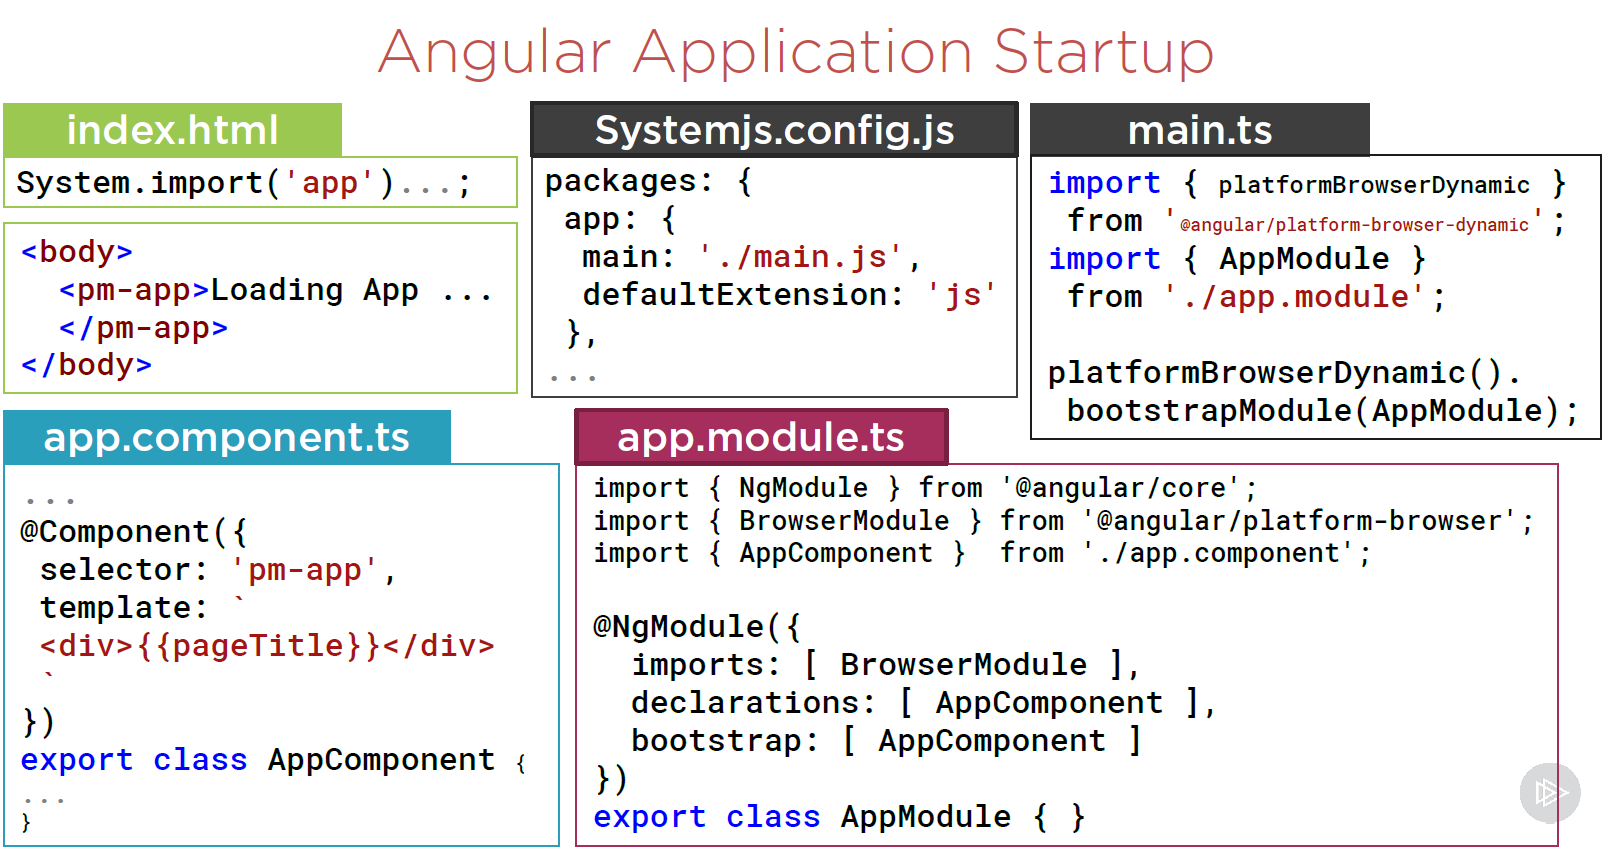 Angular Application Startup
index.html
System.import('app')...;
<body>
<pm-app>Loading App ...
</pm-app>
</body>
Systemjs.config.js
packages: {
app: {
main: './main.js',
defaultExtension: 'js'
},
...
main.ts
import { platformBrowserDynamic }
from '@angular/platform-browser-dynamic';
import { AppModule }
from './app.module';
platformBrowserDynamic().
bootstrapModule(AppModule);
app.component.ts
...
@Component({
selector: 'pm-app',
template: `
<div>{{pageTitle}}</div>
`
})
export class AppComponent {
...
}
app.module.ts
import { NgModule } from '@angular/core';
import { BrowserModule } from '@angular/platform-browser';
import { AppComponent }  from './app.component';
@NgModule({
imports: [ BrowserModule ],
declarations: [ AppComponent ],
bootstrap: [ AppComponent ]
})
export class AppModule { }